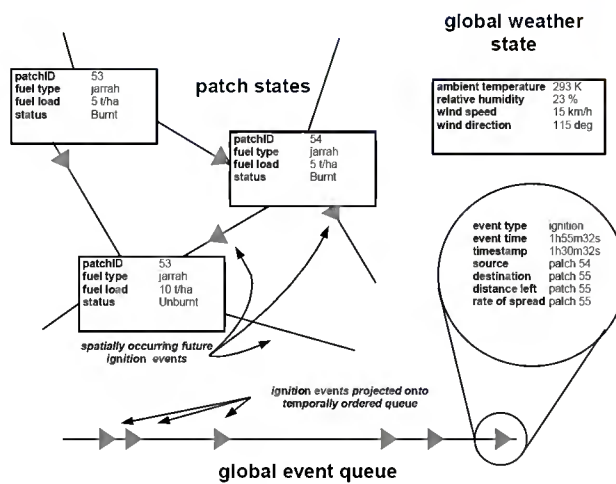 global weather
state
patchID 53
fuel type jarrah
fuel load 5 t/ha
status Burnt
patch states
ambient temperature 293 K
relative humidity 23 %
wind speed 15 km/h
wind direction 115 deg
patchID 54
fuel type jarrah
fuel load 5 t/ha
status Burnt
event type ignition
event time 1h55m32s
timestamp 1h30m32s
source patch 54
destination patch 55
distance left patch 55
rate of spread patch 55
patchID 53
fuel type jarrah
fuel load 10 t/ha
status Unburnt
spatially occurring future
ignition events
ignition events projected onto
temporally ordered queue
global event queue